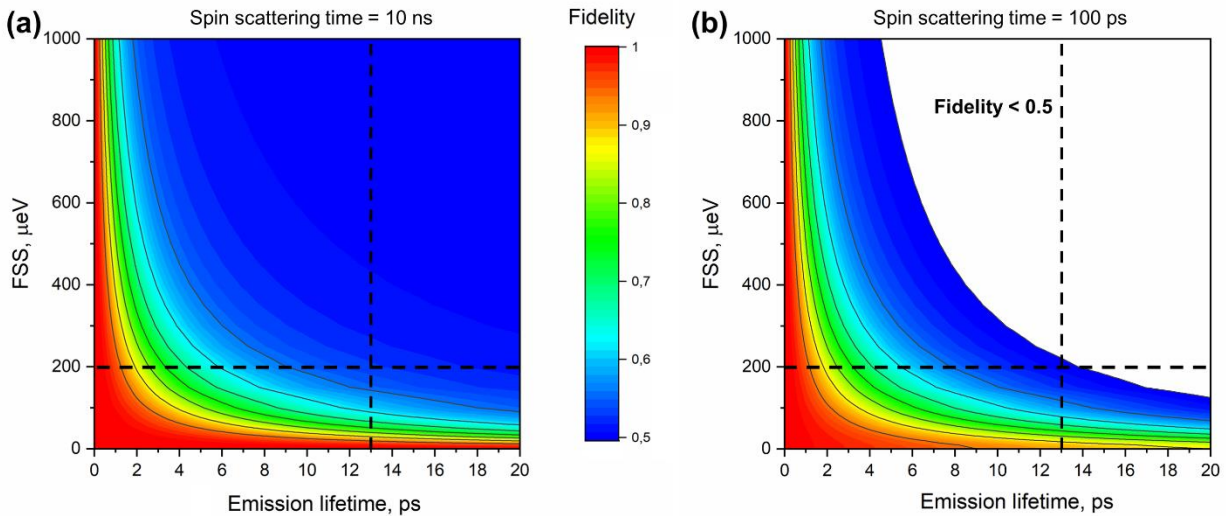 (a)
Spin scattering time = 10 ns
Fidelity
(b)
Spin scattering time = 100 ps
1000
800
600
400
200
0
FSS, μeV
0 2 4 6 8 10 12 14 16 18 20
Emission lifetime, ps
1
0,9
0,8
0,7
0,6
0,5
1000
800
600
400
200
0
FSS, μeV
Fidelity < 0.5
0 2 4 6 8 10 12 14 16 18 20
Emission lifetime, ps